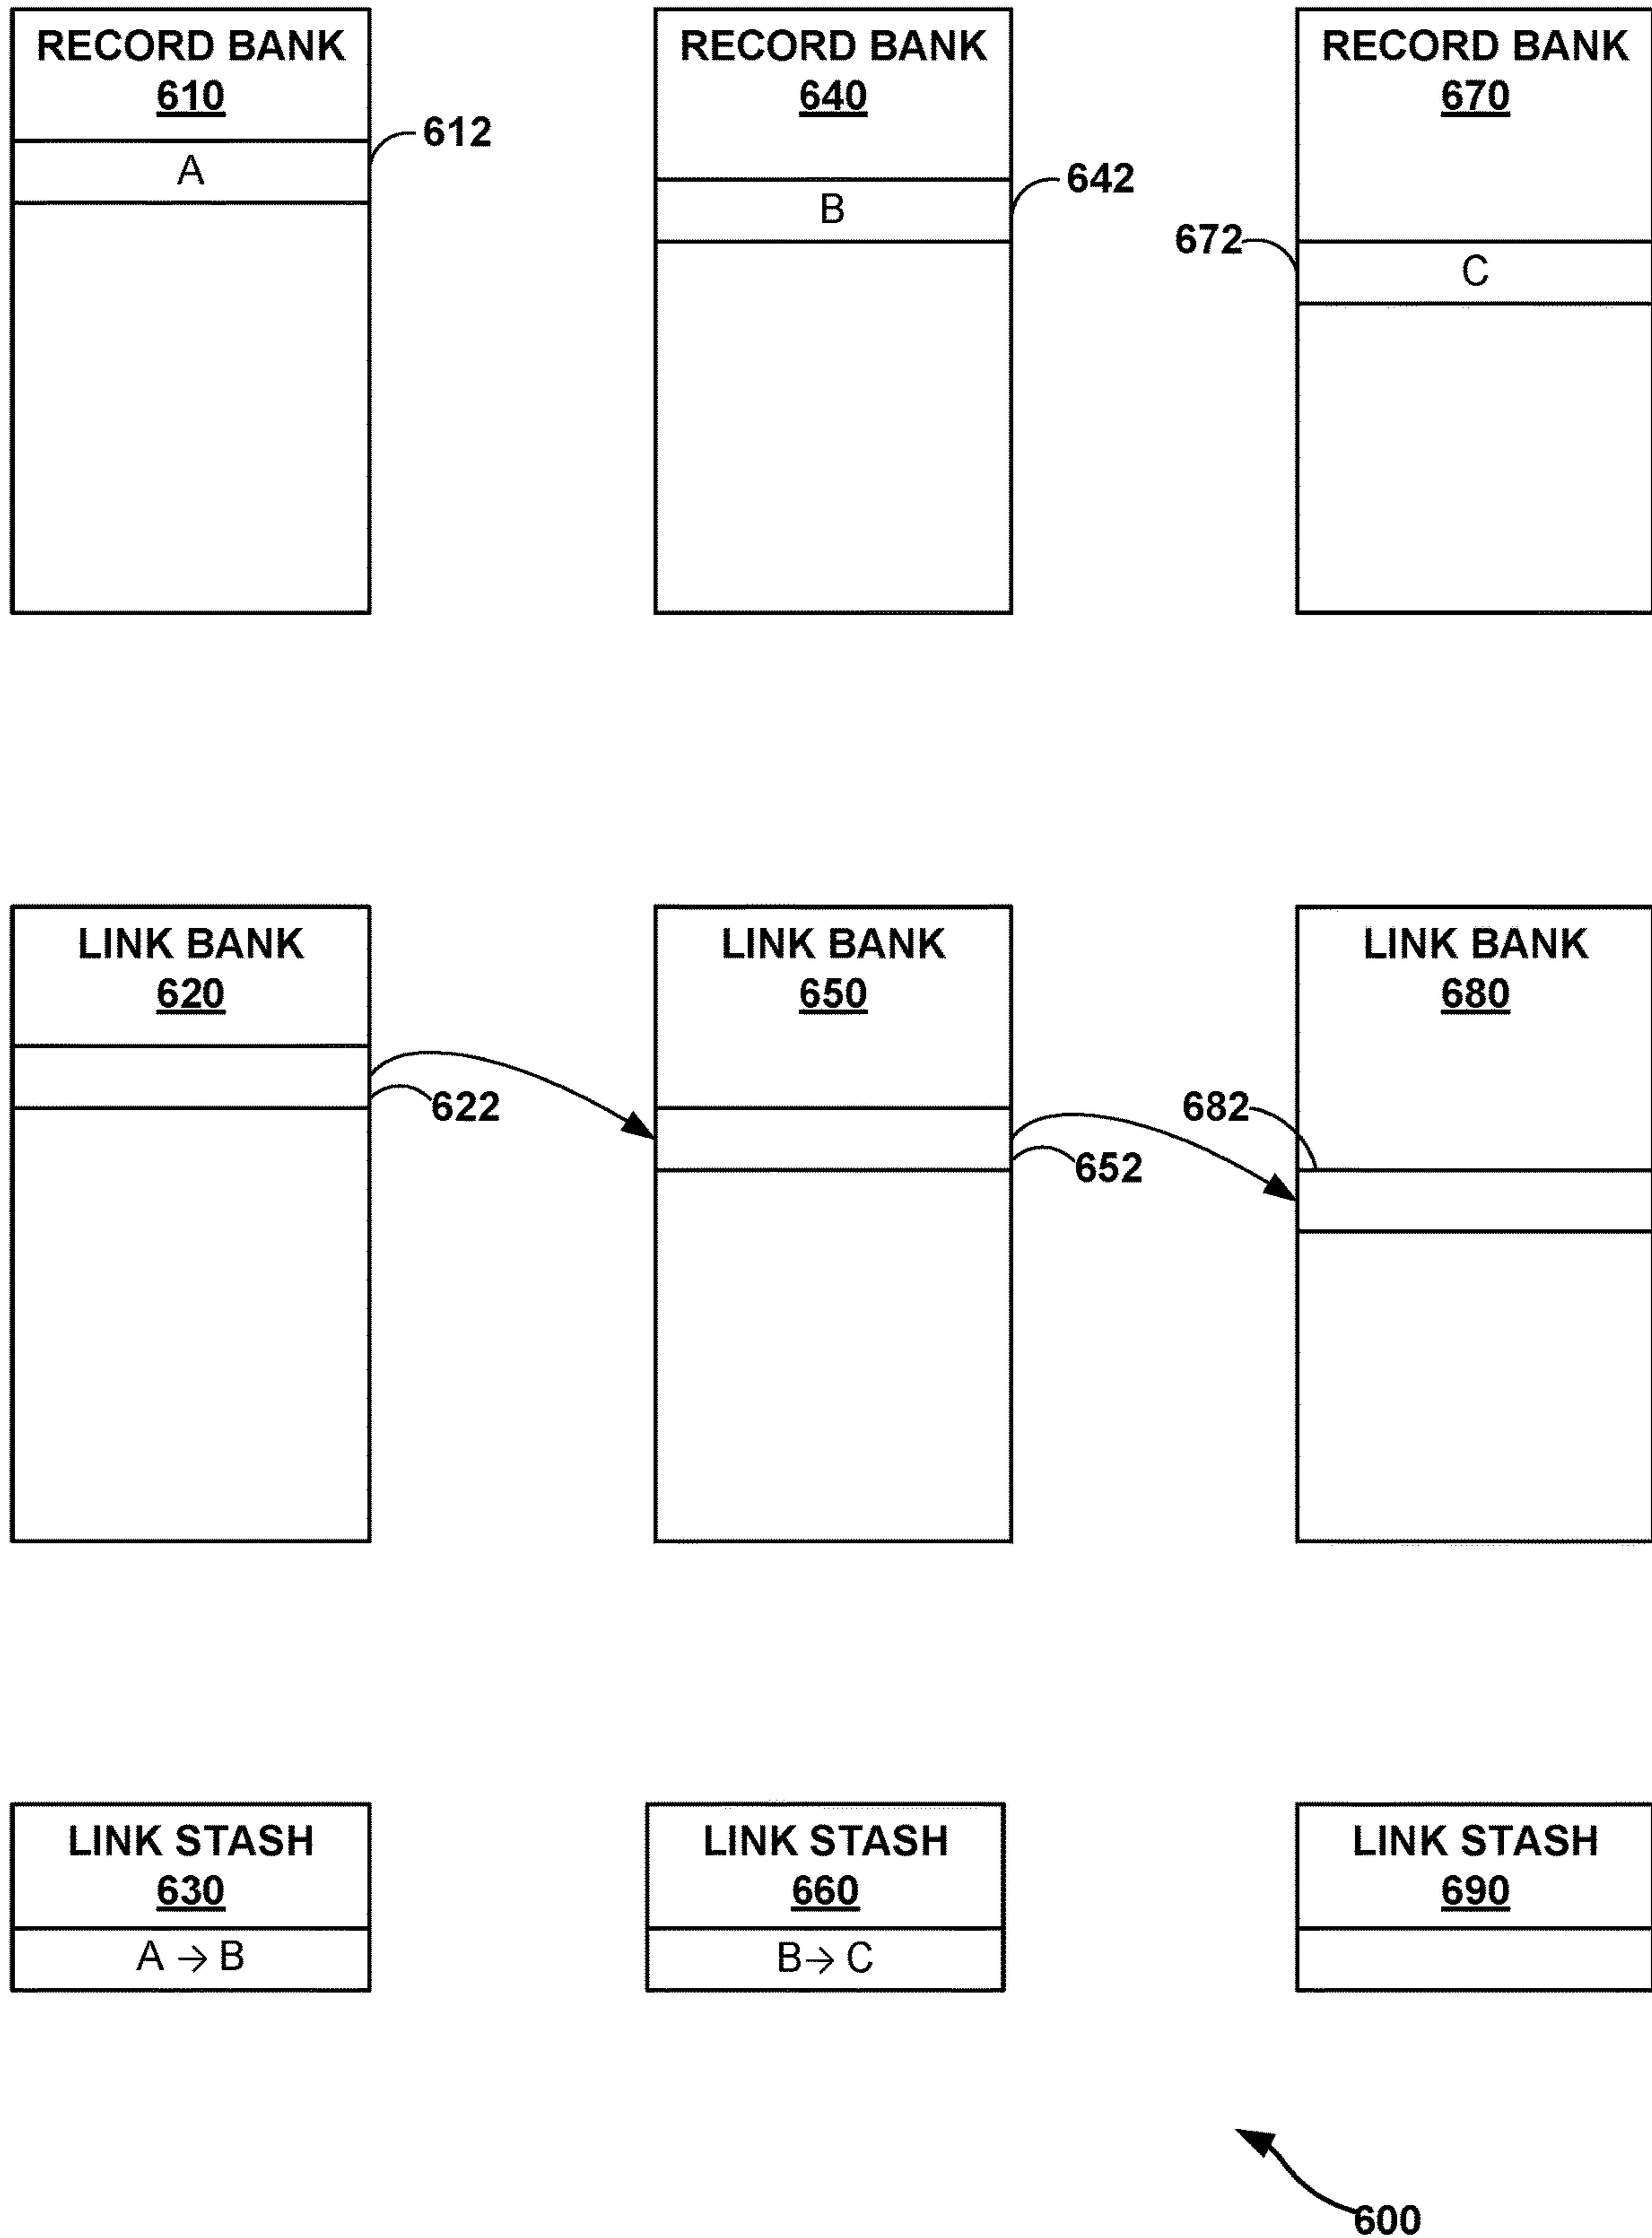 RECORD BANK
610
RECORD BANK
640
RECORD BANK
670
612
A
642
B
672
C
LINK BANK
620
LINK BANK
650
LINK BANK
680
622
682
652
LINK STASH
630
LINK STASH
660
LINK STASH
690
A → B
B → C
600